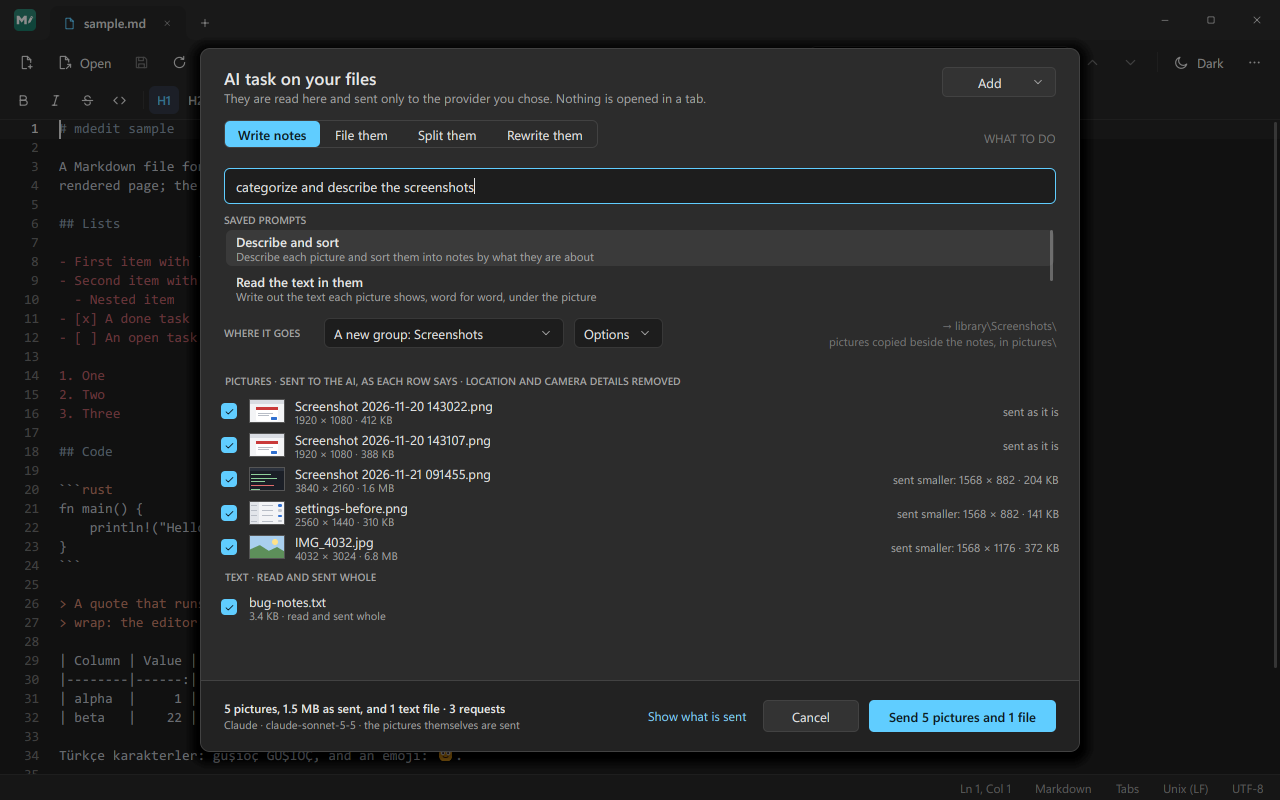 M
sample.md × +
Open Dark
B I S <> H1 H2
1 # mdedit sample
2
3 A Markdown file for
4 rendered page; the
5
6 ## Lists
7
8 - First item with
9 - Second item with
10 - Nested item
11 - [x] A done task
12 - [ ] An open task
13
14 1. One
15 2. Two
16 3. Three
17
18 ## Code
19
20 ```rust
21 fn main() {
22 println!("Hello
23 }
24 ```
25
26 > A quote that runs
27 > wrap: the editor
28
29 | Column | Value |
30 |--------|------:|
31 | alpha | 1 |
32 | beta | 22 |
33
34 Türkçe karakterler: ğüşıöç ĞÜŞİÖÇ, and an emoji: .
35
AI task on your files
They are read here and sent only to the provider you chose. Nothing is opened in a tab.
Add
Write notes File them Split them Rewrite them
WHAT TO DO
categorize and describe the screenshots
SAVED PROMPTS
Describe and sort
Describe each picture and sort them into notes by what they are about
Read the text in them
Write out the text each picture shows, word for word, under the picture
WHERE IT GOES A new group: Screenshots Options
→ library\Screenshots\
pictures copied beside the notes, in pictures\
PICTURES · SENT TO THE AI, AS EACH ROW SAYS · LOCATION AND CAMERA DETAILS REMOVED
Screenshot 2026-11-20 143022.png
1920 × 1080 · 412 KB
sent as it is
Screenshot 2026-11-20 143107.png
1920 × 1080 · 388 KB
sent as it is
Screenshot 2026-11-21 091455.png
3840 × 2160 · 1.6 MB
sent smaller: 1568 × 882 · 204 KB
settings-before.png
2560 × 1440 · 310 KB
sent smaller: 1568 × 882 · 141 KB
IMG_4032.jpg
4032 × 3024 · 6.8 MB
sent smaller: 1568 × 1176 · 372 KB
TEXT · READ AND SENT WHOLE
bug-notes.txt
3.4 KB · read and sent whole
5 pictures, 1.5 MB as sent, and 1 text file · 3 requests
Claude · claude-sonnet-5-5 · the pictures themselves are sent
Show what is sent Cancel Send 5 pictures and 1 file
Ln 1, Col 1 Markdown Tabs Unix (LF) UTF-8